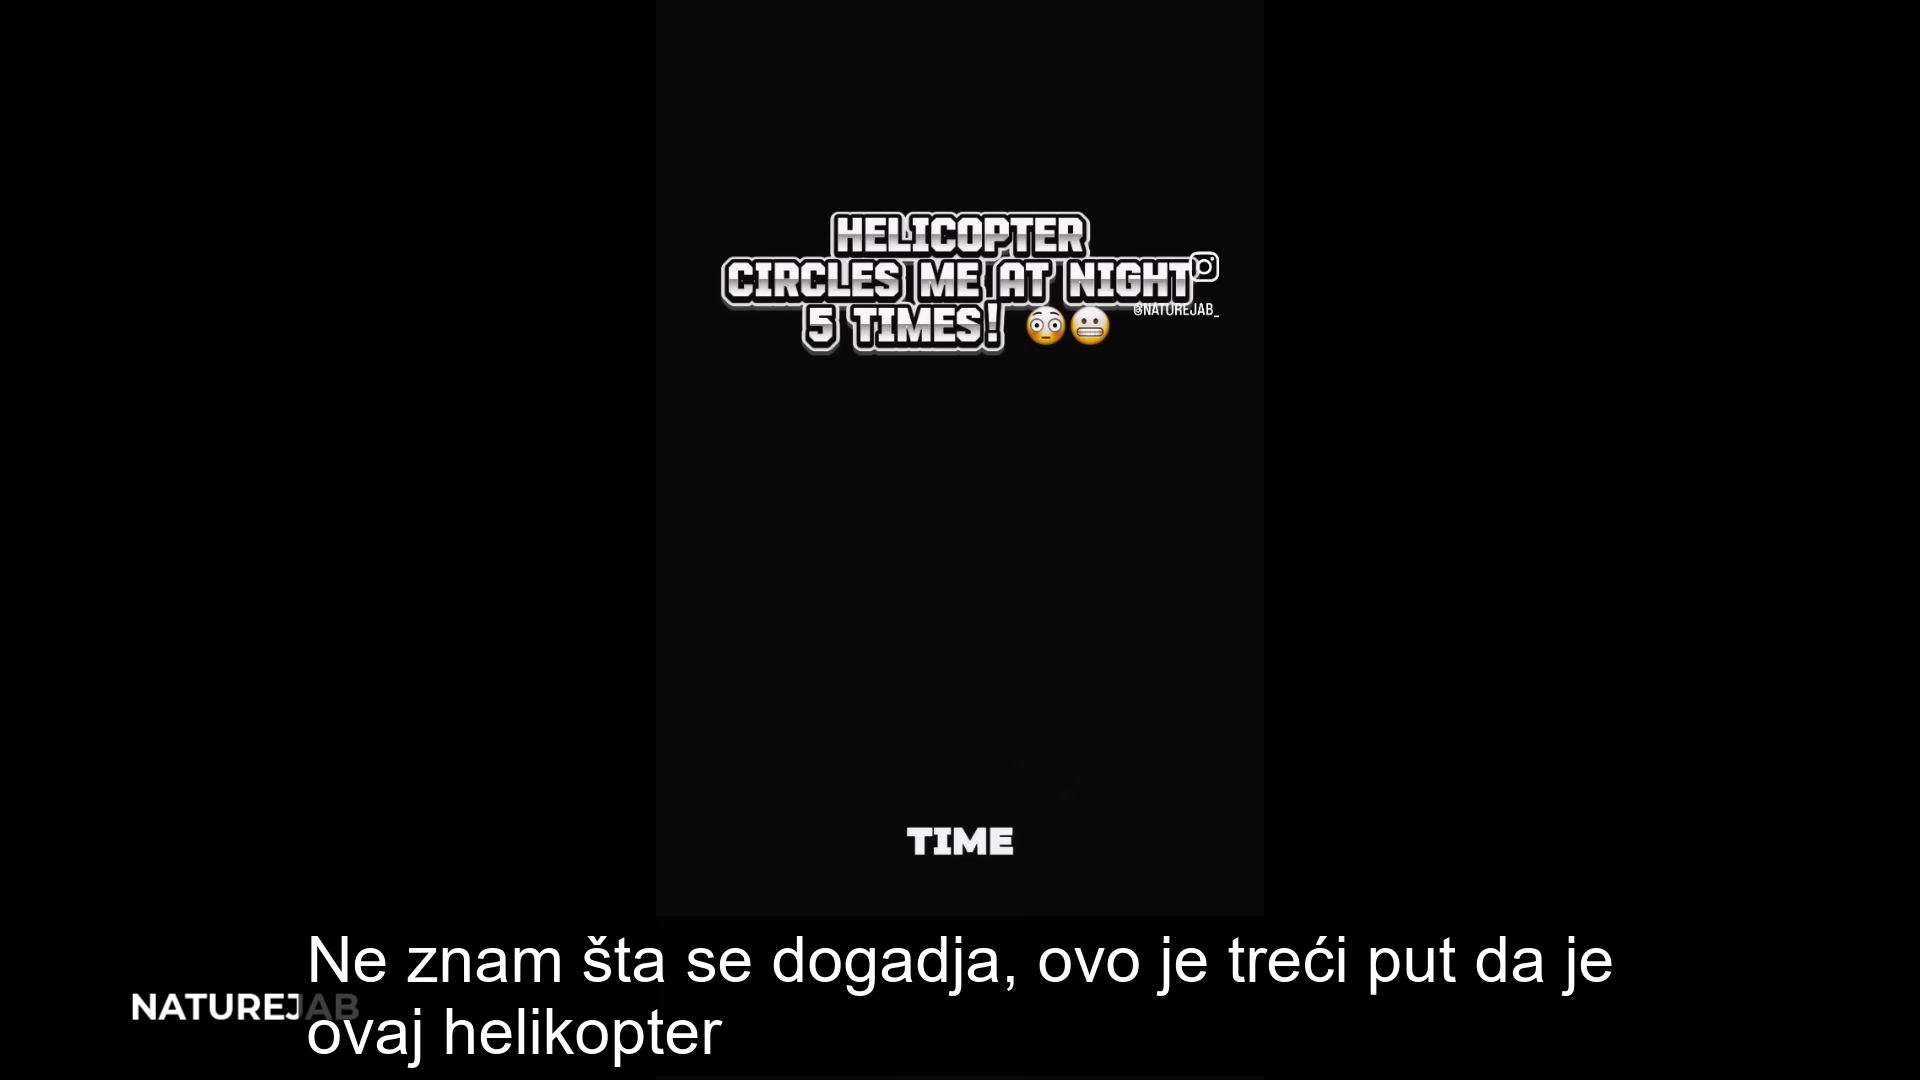 HELICOPTER
CIRCLES ME AT NIGHT
5 TIMES! 😳😬
@NATUREJAB_
TIME
Ne znam šta se dogadja, ovo je treći put da je
ovaj helikopter
NATUREJAB